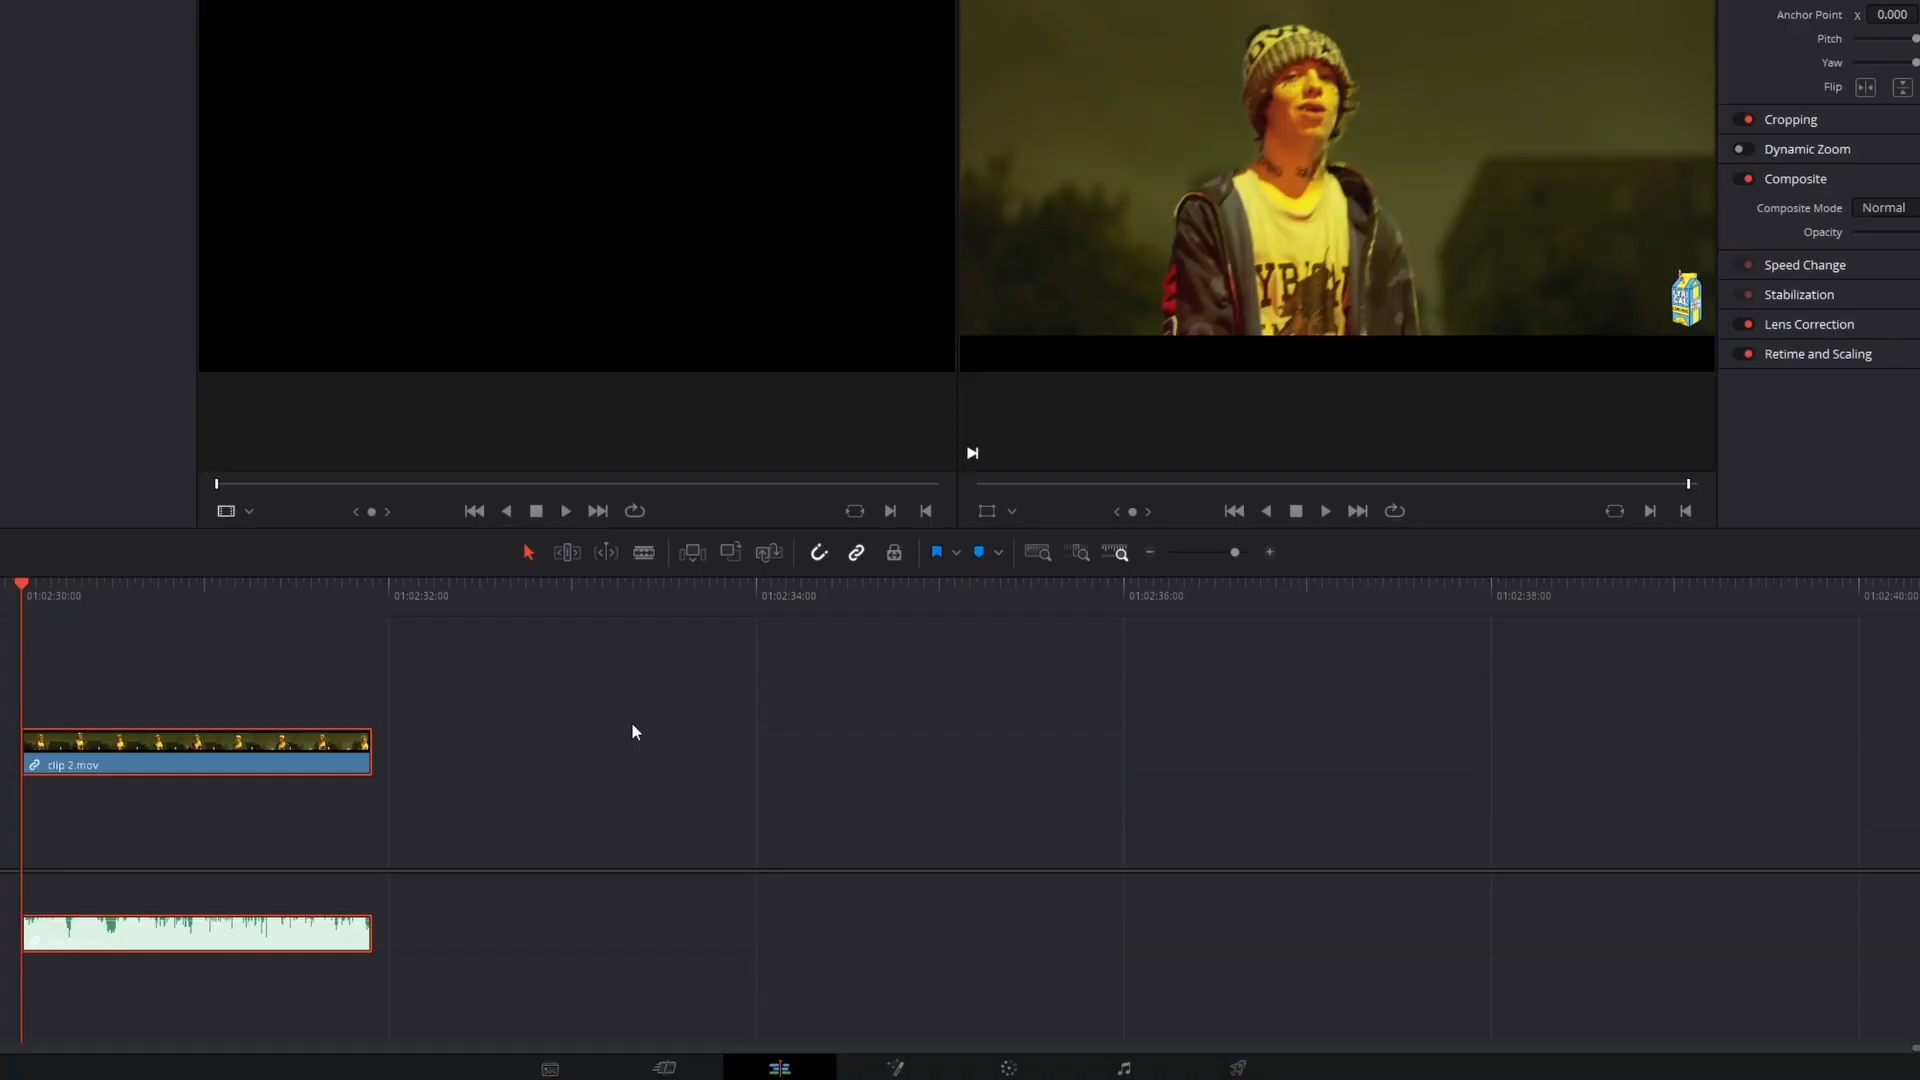 Anchor Point X 0.000
Pitch
Yaw
Flip
Cropping
Dynamic Zoom
Composite
Composite Mode Normal
Opacity
Speed Change
Stabilization
Lens Correction
Retime and Scaling
LYRI
CAL
01:02:30:00
01:02:32:00
01:02:34:00
01:02:36:00
01:02:38:00
01:02:40:00
clip 2.mov